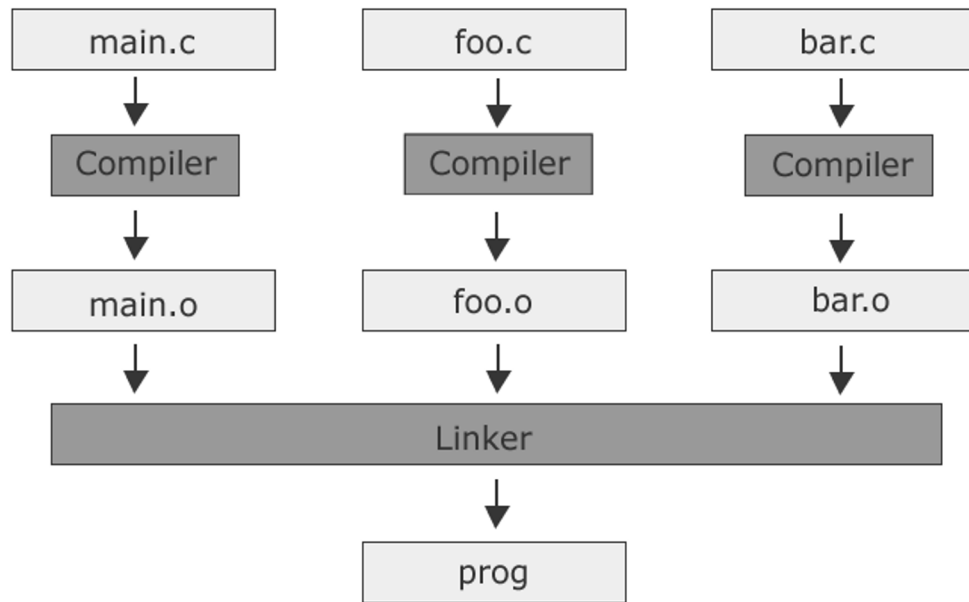 main.c
foo.c
bar.c
Compiler
Compiler
Compiler
main.o
foo.o
bar.o
Linker
prog